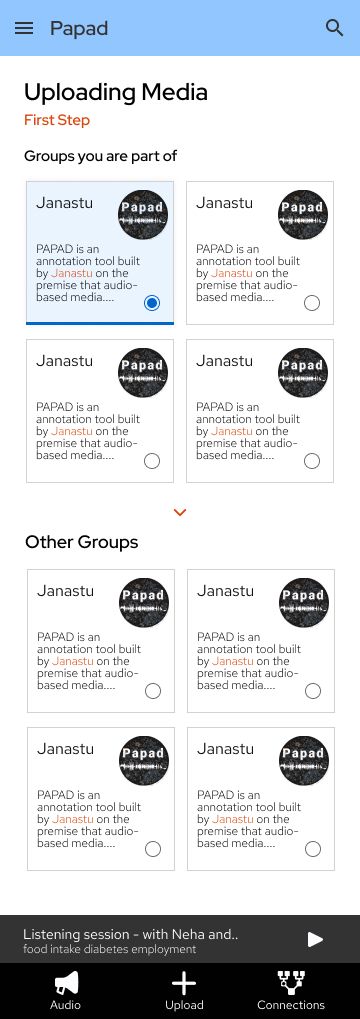 Papad
Uploading Media
First Step
Groups you are part of
Janastu
Papad
PAPAD is an
annotation tool built
by Janastu on the
premise that audio-
based media....
Janastu
Papad
PAPAD is an
annotation tool built
by Janastu on the
premise that audio-
based media....
Janastu
Papad
PAPAD is an
annotation tool built
by Janastu on the
premise that audio-
based media....
Janastu
Papad
PAPAD is an
annotation tool built
by Janastu on the
premise that audio-
based media....
Other Groups
Janastu
Papad
PAPAD is an
annotation tool built
by Janastu on the
premise that audio-
based media....
Janastu
Papad
PAPAD is an
annotation tool built
by Janastu on the
premise that audio-
based media....
Janastu
Papad
PAPAD is an
annotation tool built
by Janastu on the
premise that audio-
based media....
Janastu
Papad
PAPAD is an
annotation tool built
by Janastu on the
premise that audio-
based media....
Listening session - with Neha and..
food intake diabetes employment
Audio
Upload
Connections